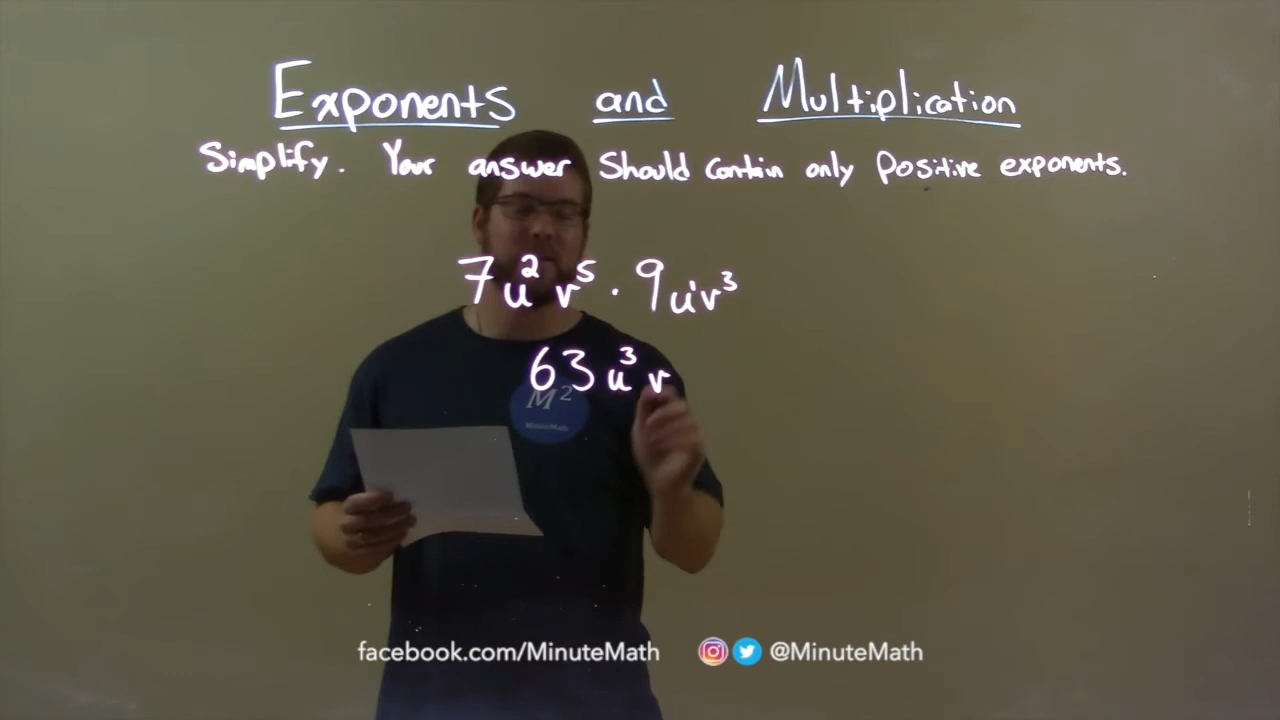 Exponents and Multiplication
Simplify. Your answer should contain only positive exponents.
7u²v⁵ · 9u¹v³
63u³v
M²
MinuteMath
facebook.com/MinuteMath @MinuteMath